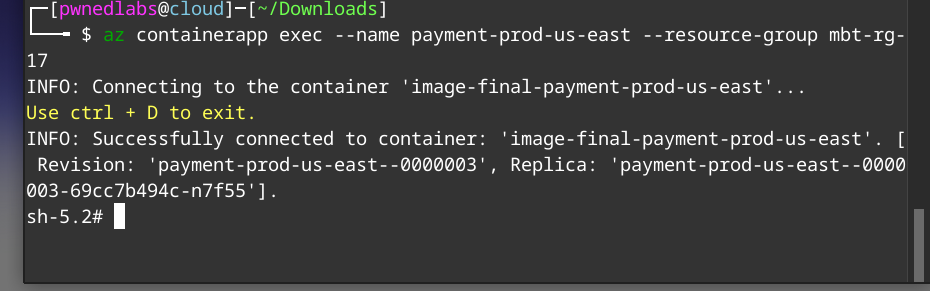 ┌─[pwnedlabs@cloud]─[~/Downloads]
└──╼ $ az containerapp exec --name payment-prod-us-east --resource-group mbt-rg-
17
INFO: Connecting to the container 'image-final-payment-prod-us-east'...
Use ctrl + D to exit.
INFO: Successfully connected to container: 'image-final-payment-prod-us-east'. [
 Revision: 'payment-prod-us-east--0000003', Replica: 'payment-prod-us-east--0000
003-69cc7b494c-n7f55'].
sh-5.2#